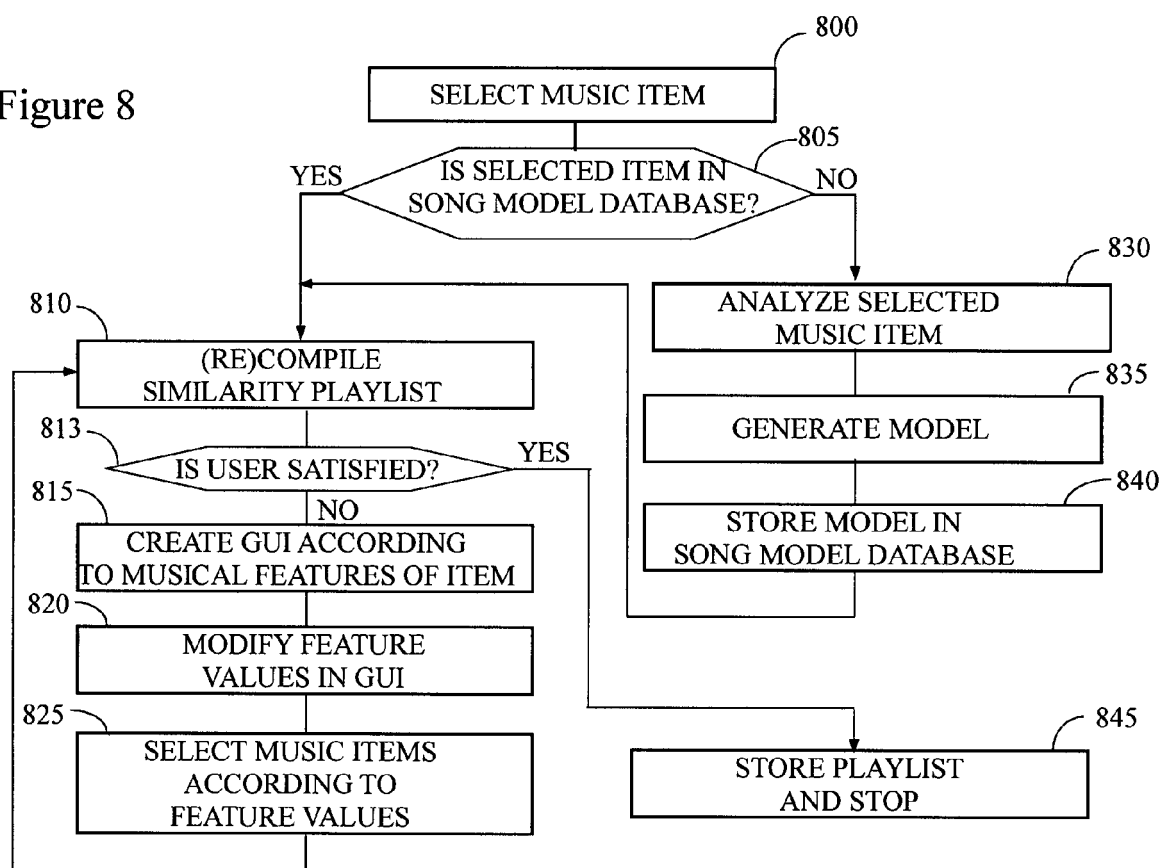 800
Figure 8
SELECT MUSIC ITEM
805
YES
IS SELECTED ITEM IN
SONG MODEL DATABASE?
NO
830
ANALYZE SELECTED
MUSIC ITEM
810
(RE)COMPILE
SIMILARITY PLAYLIST
835
GENERATE MODEL
813
IS USER SATISFIED?
YES
840
STORE MODEL IN
SONG MODEL DATABASE
815
NO
CREATE GUI ACCORDING
TO MUSICAL FEATURES OF ITEM
820
MODIFY FEATURE
VALUES IN GUI
825
SELECT MUSIC ITEMS
ACCORDING TO
FEATURE VALUES
845
STORE PLAYLIST
AND STOP